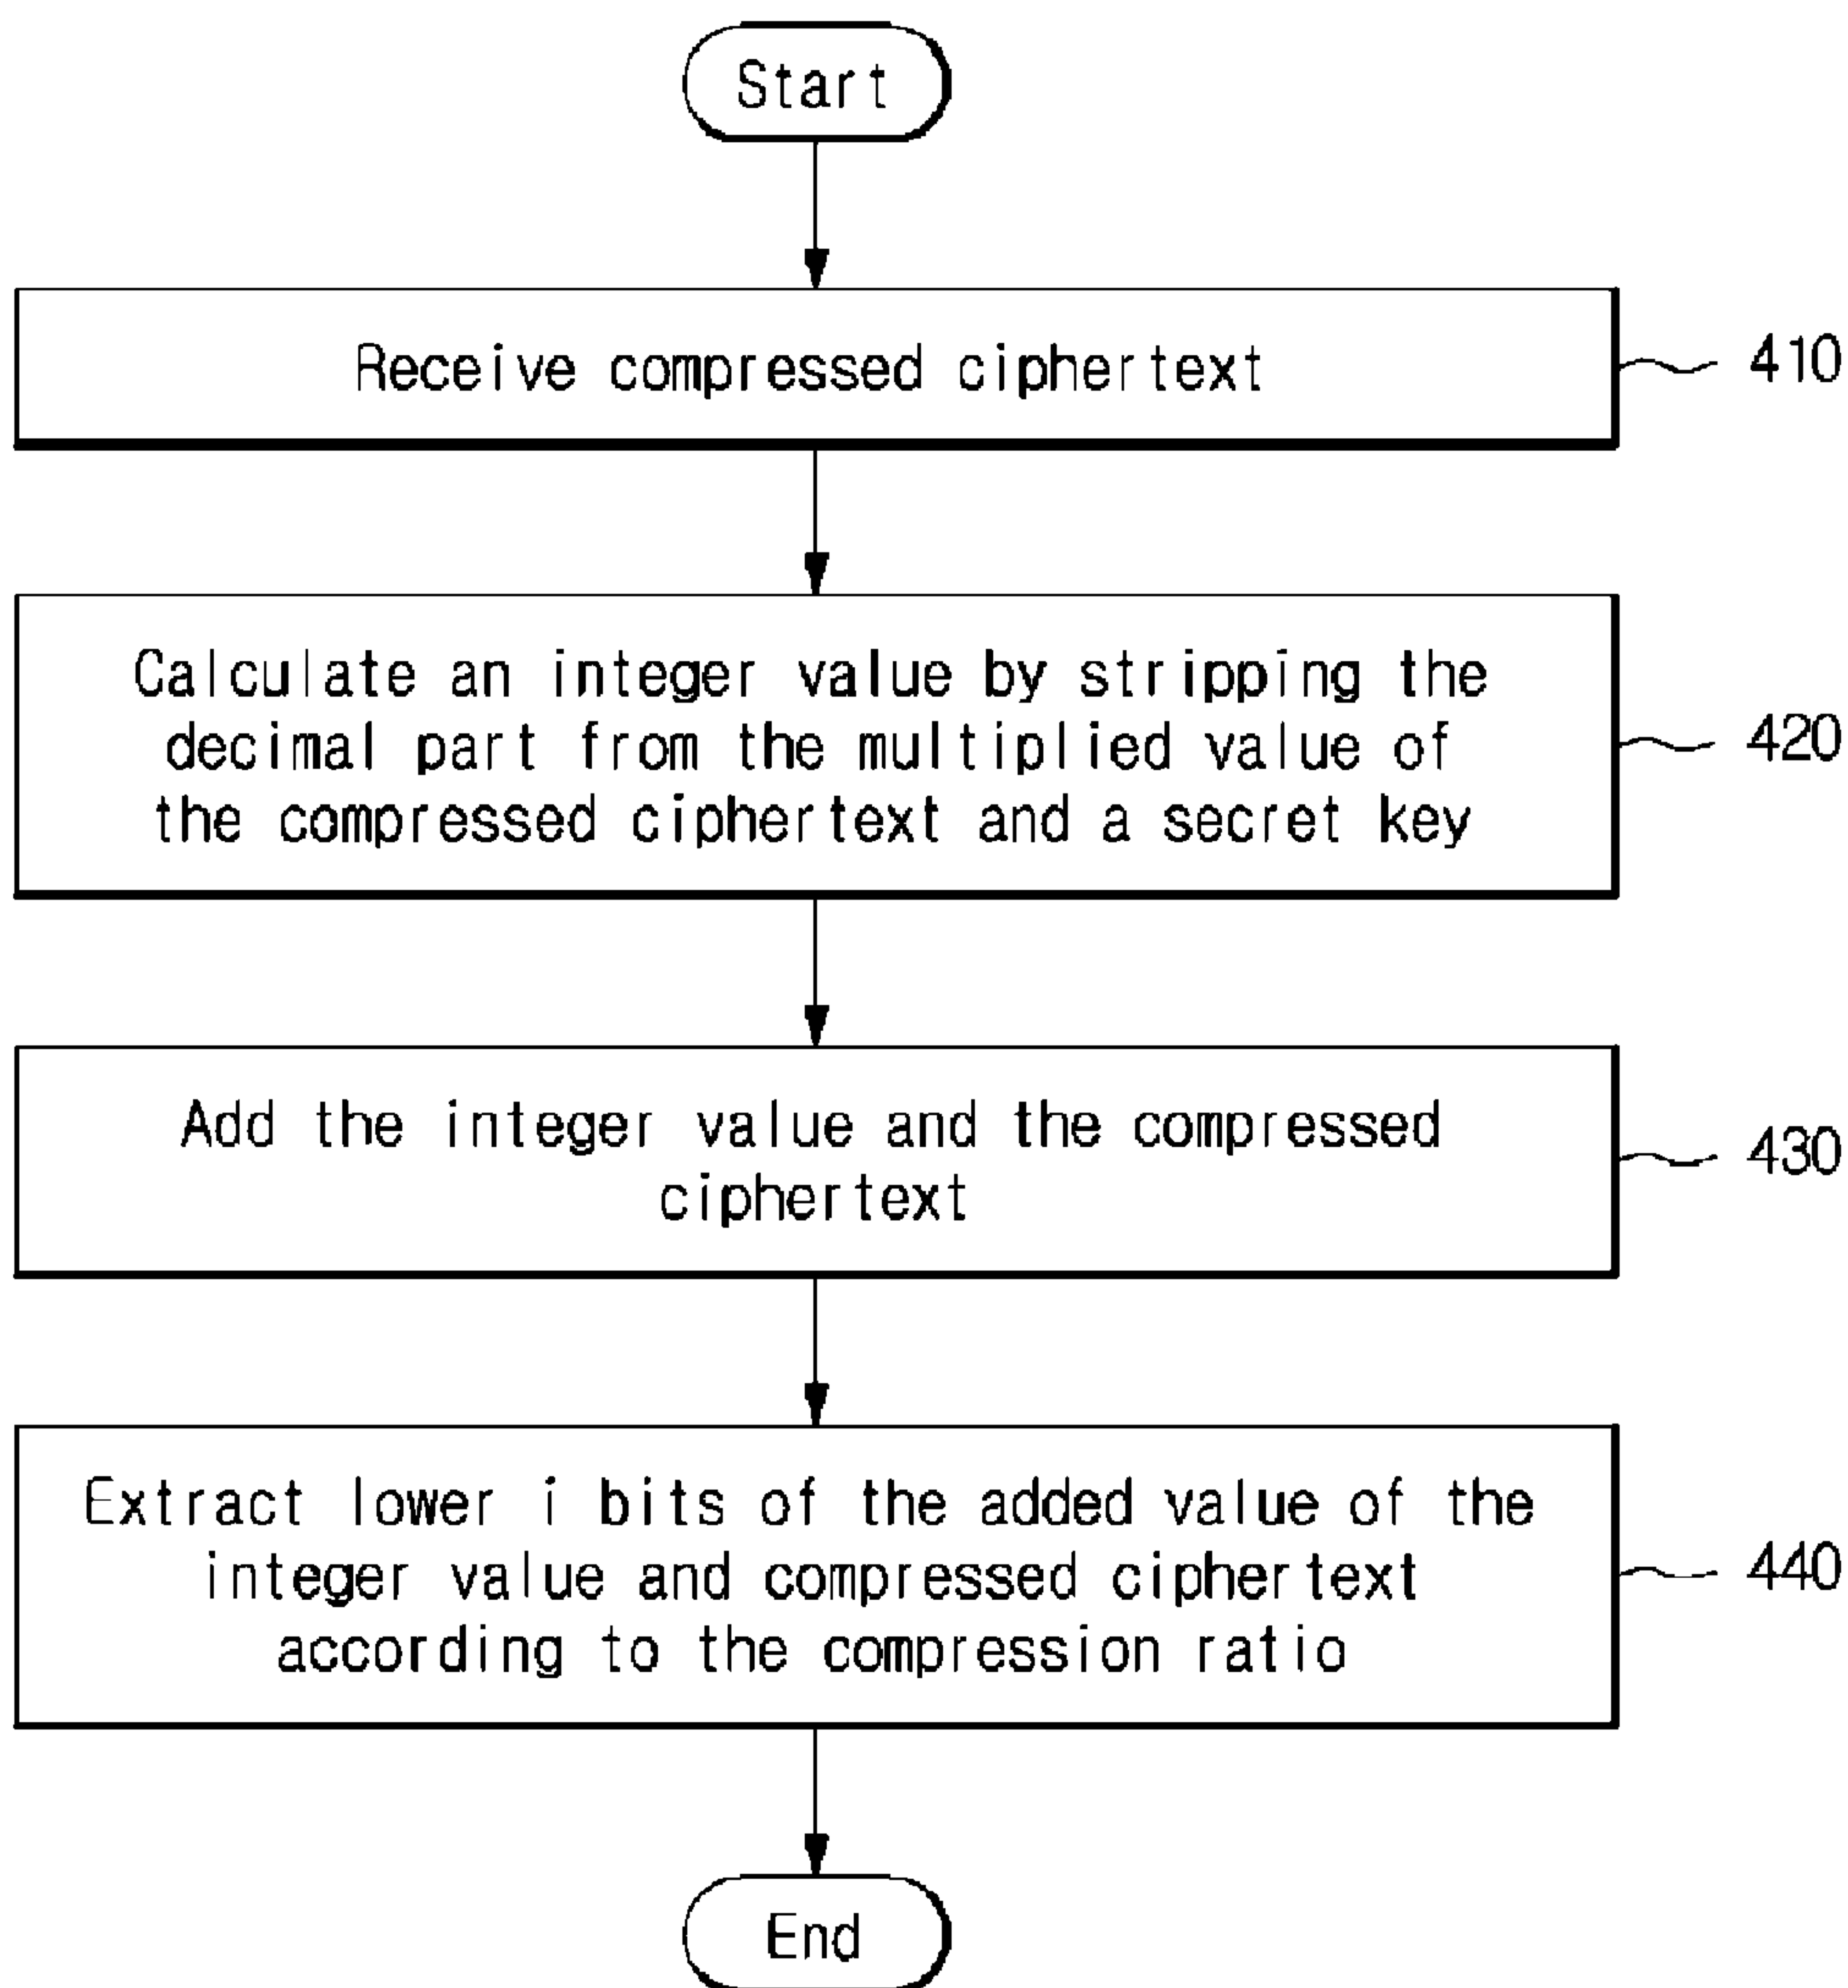 Start
Receive compressed ciphertext
410
Calculate an integer value by stripping the
decimal part from the multiplied value of
the compressed ciphertext and a secret key
420
Add the integer value and the compressed
ciphertext
430
Extract lower i bits of the added value of the
integer value and compressed ciphertext
according to the compression ratio
440
End